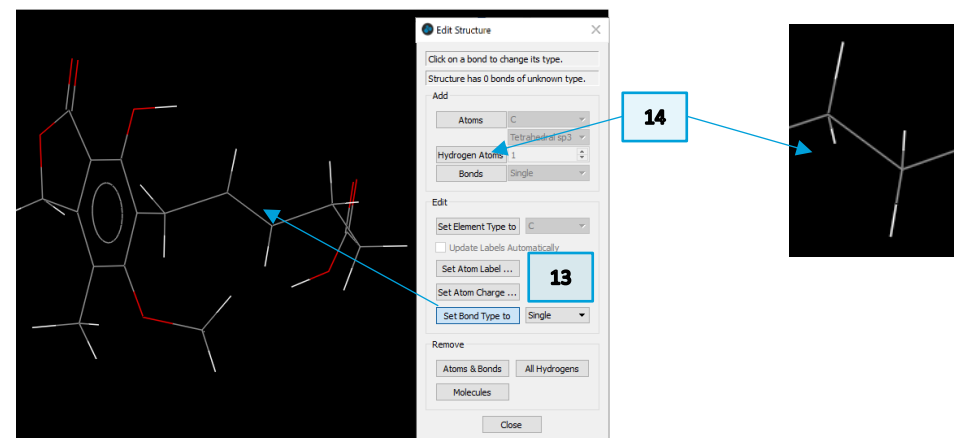 Edit Structure
Click on a bond to change its type.
Structure has 0 bonds of unknown type.
Add
Atoms C
Tetrahedral sp3
Hydrogen Atoms 1
Bonds Single
Edit
Set Element Type to C
Update Labels Automatically
Set Atom Label ...
Set Atom Charge ...
Set Bond Type to Single
Remove
Atoms & Bonds All Hydrogens
Molecules
Close
13
14